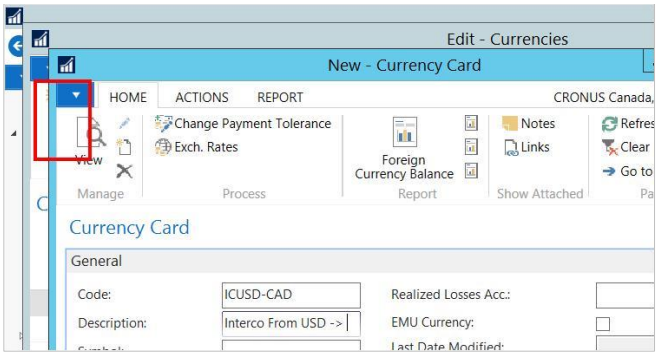 Edit - Currencies
New - Currency Card
HOME ACTIONS REPORT CRONUS Canada,
View
Change Payment Tolerance
Exch. Rates
Foreign
Currency Balance
Notes
Links
Refres
Clear
Go to
Manage Process Report Show Attached Pa
Currency Card
General
Code: ICUSD-CAD Realized Losses Acc.:
Description: Interco From USD -> EMU Currency:
Symbol: Last Date Modified: